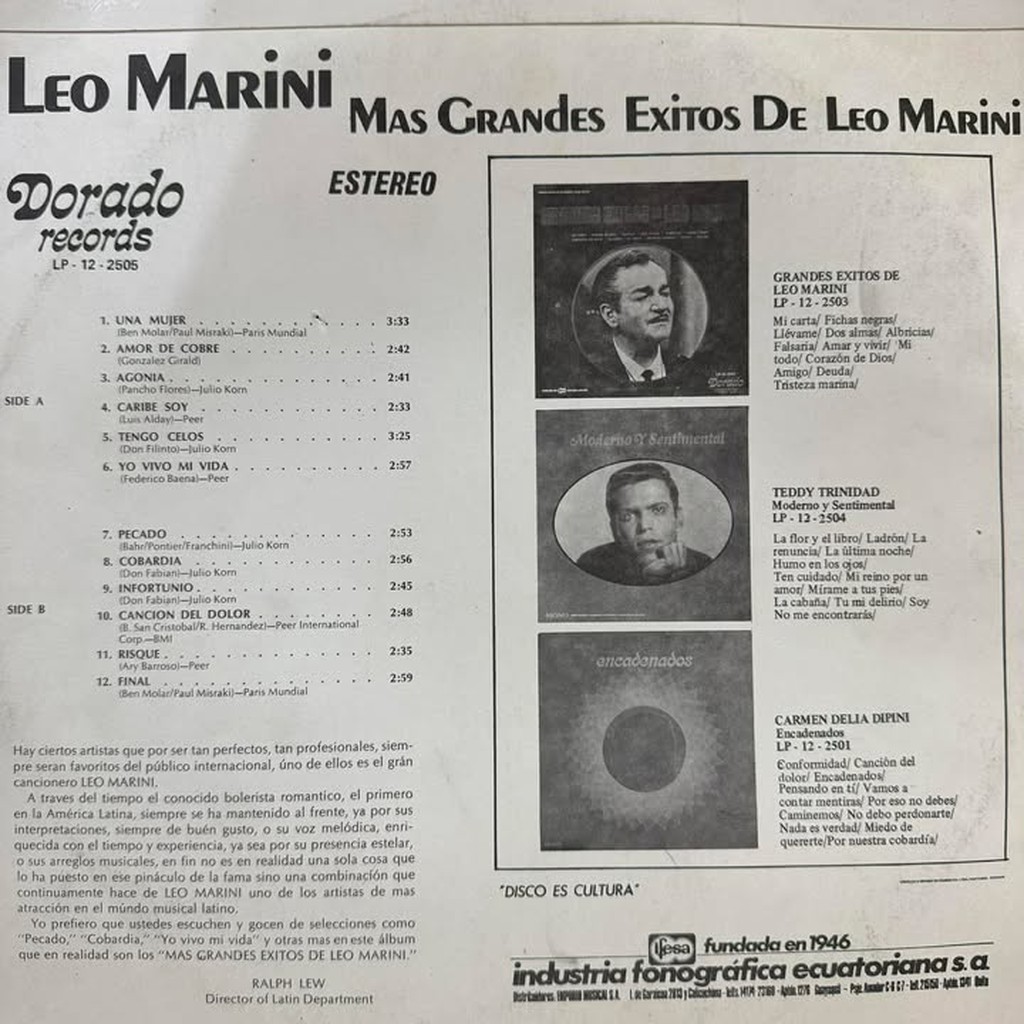 LEO MARINI
MAS GRANdES EXITOS DE LEO MARINI
Dorado
records
LP - 12 - 2505
ESTEREO
SIDE A
1. UNA MUJER . . . . . . . . . . . . 3:33
(Ben Molar/Paul Misraki)—Paris Mundial
2. AMOR DE COBRE . . . . . . . . . . 2:42
(Gonzalez Girald)
3. AGONIA . . . . . . . . . . . . . 2:41
(Pancho Flores)—Julio Korn
4. CARIBE SOY . . . . . . . . . . . 2:33
(Luis Alday)—Peer
5. TENGO CELOS . . . . . . . . . . 3:25
(Don Filinto)—Julio Korn
6. YO VIVO MI VIDA . . . . . . . . . 2:57
(Federico Baena)—Peer
SIDE B
7. PECADO . . . . . . . . . . . . 2:53
(Bahr/Pontier/Franchini)—Julio Korn
8. COBARDIA . . . . . . . . . . . 2:56
(Don Fabian)—Julio Korn
9. INFORTUNIO . . . . . . . . . . . 2:45
(Don Fabian)—Julio Korn
10. CANCION DEL DOLOR . . . . . . . . 2:48
(B. San Cristobal/R. Hernandez)—Peer International
Corp.—BMI
11. RISQUE . . . . . . . . . . . . . 2:35
(Ary Barroso)—Peer
12. FINAL . . . . . . . . . . . . . 2:59
(Ben Molar/Paul Misraki)—Paris Mundial
Hay ciertos artistas que por ser tan perfectos, tan profesionales, siem-
pre seran favoritos del público internacional, úno de ellos es el grán
cancionero LEO MARINI.
A traves del tiempo el conocido bolerista romantico, el primero
en la América Latina, siempre se ha mantenido al frente, ya por sus
interpretaciones, siempre de buén gusto, o su voz melódica, enri-
quecida con el tiempo y experiencia, ya sea por su presencia estelar,
o sus arreglos musicales, en fin no es en realidad una sola cosa que
lo ha puesto en ese pináculo de la fama sino una combinación que
continuamente hace de LEO MARINI uno de los artistas de mas
atracción en el múndo musical latino.
Yo prefiero que ustedes escuchen y gocen de selecciones como
"Pecado," "Cobardia," "Yo vivo mi vida" y otras mas en este álbum
que en realidad son los "MAS GRANDES EXITOS DE LEO MARINI."
RALPH LEW
Director of Latin Department
GRANDES EXITOS DE
LEO MARINI
LP - 12 - 2503
Mi carta/ Fichas negras/
Llévame/ Dos almas/ Albricias/
Falsaria/ Amar y vivir/ Mi
todo/ Corazón de Dios/
Amigo/ Deuda/
Tristeza marina/
Moderno Y Sentimental
TEDDY TRINIDAD
Moderno y Sentimental
LP - 12 - 2504
La flor y el libro/ Ladrón/ La
renuncia/ La última noche/
Humo en los ojos/
Ten cuidado/ Mi reino por un
amor/ Mírame a tus pies/
La cabaña/ Tu mi delirio/ Soy
No me encontrarás/
encadenados
CARMEN DELIA DIPINI
Encadenados
LP - 12 - 2501
Conformidad/ Canción del
dolor/ Encadenados/
Pensando en tí/ Vamos a
contar mentiras/ Por eso no debes/
Caminemos/ No debo perdonarte/
Nada es verdad/ Miedo de
quererte/Por nuestra cobardía/
"DISCO ES CULTURA"
ifesa fundada en 1946
industria fonográfica ecuatoriana s.a.
Distribuidores: EMPORIO MUSICAL S.A.